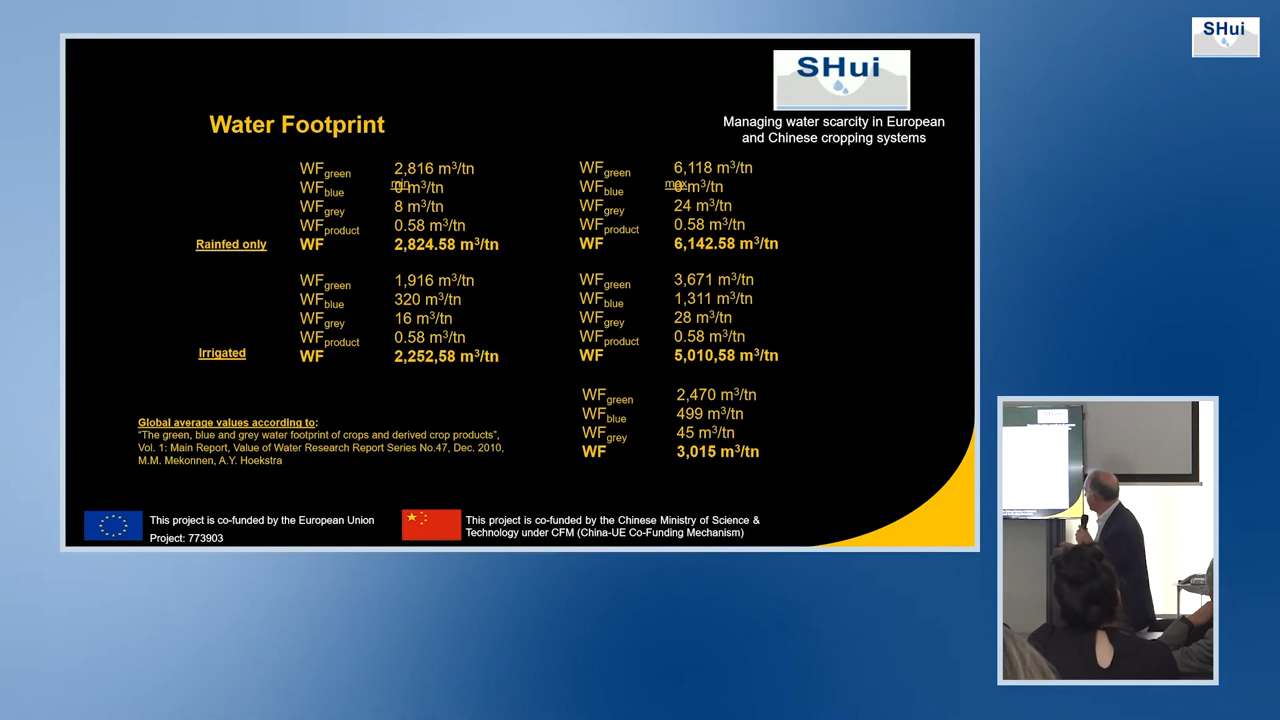 SHui
SHui
Managing water scarcity in European
and Chinese cropping systems
Water Footprint
min
max
Rainfed only
WFgreen 2,816 m³/tn
WFblue 0 m³/tn
WFgrey 8 m³/tn
WFproduct 0.58 m³/tn
WF 2,824.58 m³/tn
WFgreen 6,118 m³/tn
WFblue 0 m³/tn
WFgrey 24 m³/tn
WFproduct 0.58 m³/tn
WF 6,142.58 m³/tn
Irrigated
WFgreen 1,916 m³/tn
WFblue 320 m³/tn
WFgrey 16 m³/tn
WFproduct 0.58 m³/tn
WF 2,252,58 m³/tn
WFgreen 3,671 m³/tn
WFblue 1,311 m³/tn
WFgrey 28 m³/tn
WFproduct 0.58 m³/tn
WF 5,010,58 m³/tn
Global average values according to:
"The green, blue and grey water footprint of crops and derived crop products",
Vol. 1: Main Report, Value of Water Research Report Series No.47, Dec. 2010,
M.M. Mekonnen, A.Y. Hoekstra
WFgreen 2,470 m³/tn
WFblue 499 m³/tn
WFgrey 45 m³/tn
WF 3,015 m³/tn
This project is co-funded by the European Union
Project: 773903
This project is co-funded by the Chinese Ministry of Science &
Technology under CFM (China-UE Co-Funding Mechanism)